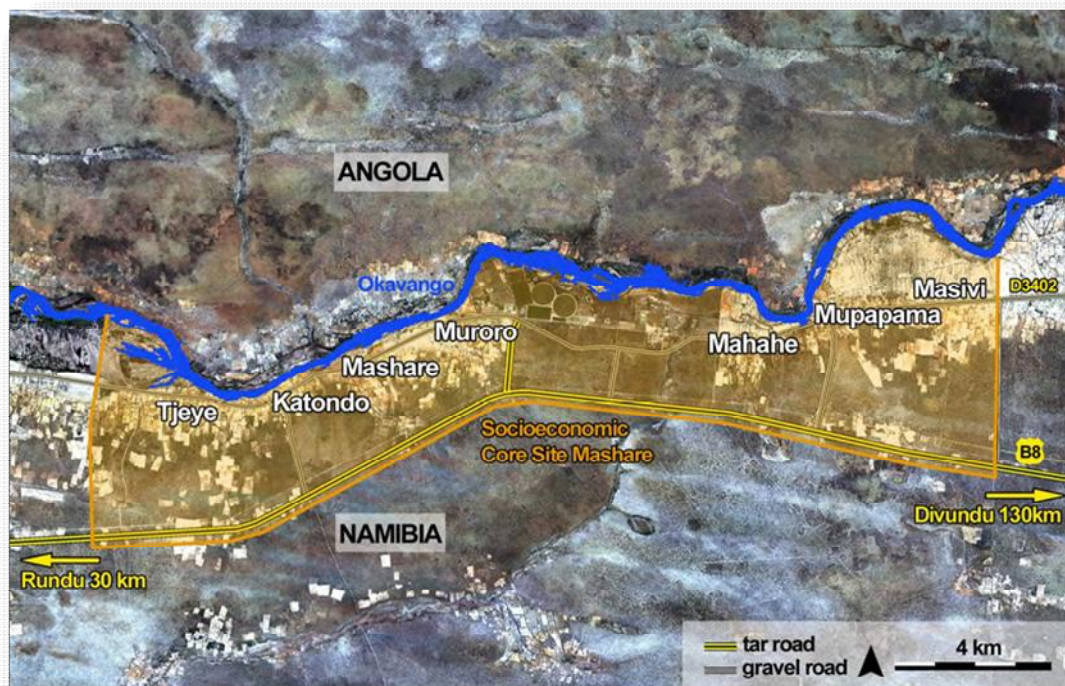 ANGOLA
Okavango
Masivi
D3402
Mupapama
Muroro
Mahahe
Mashare
Katondo
Tjeye
Socioeconomic
Core Site Mashare
B8
Divundu 130km
NAMIBIA
Rundu 30 km
tar road
gravel road
4 km